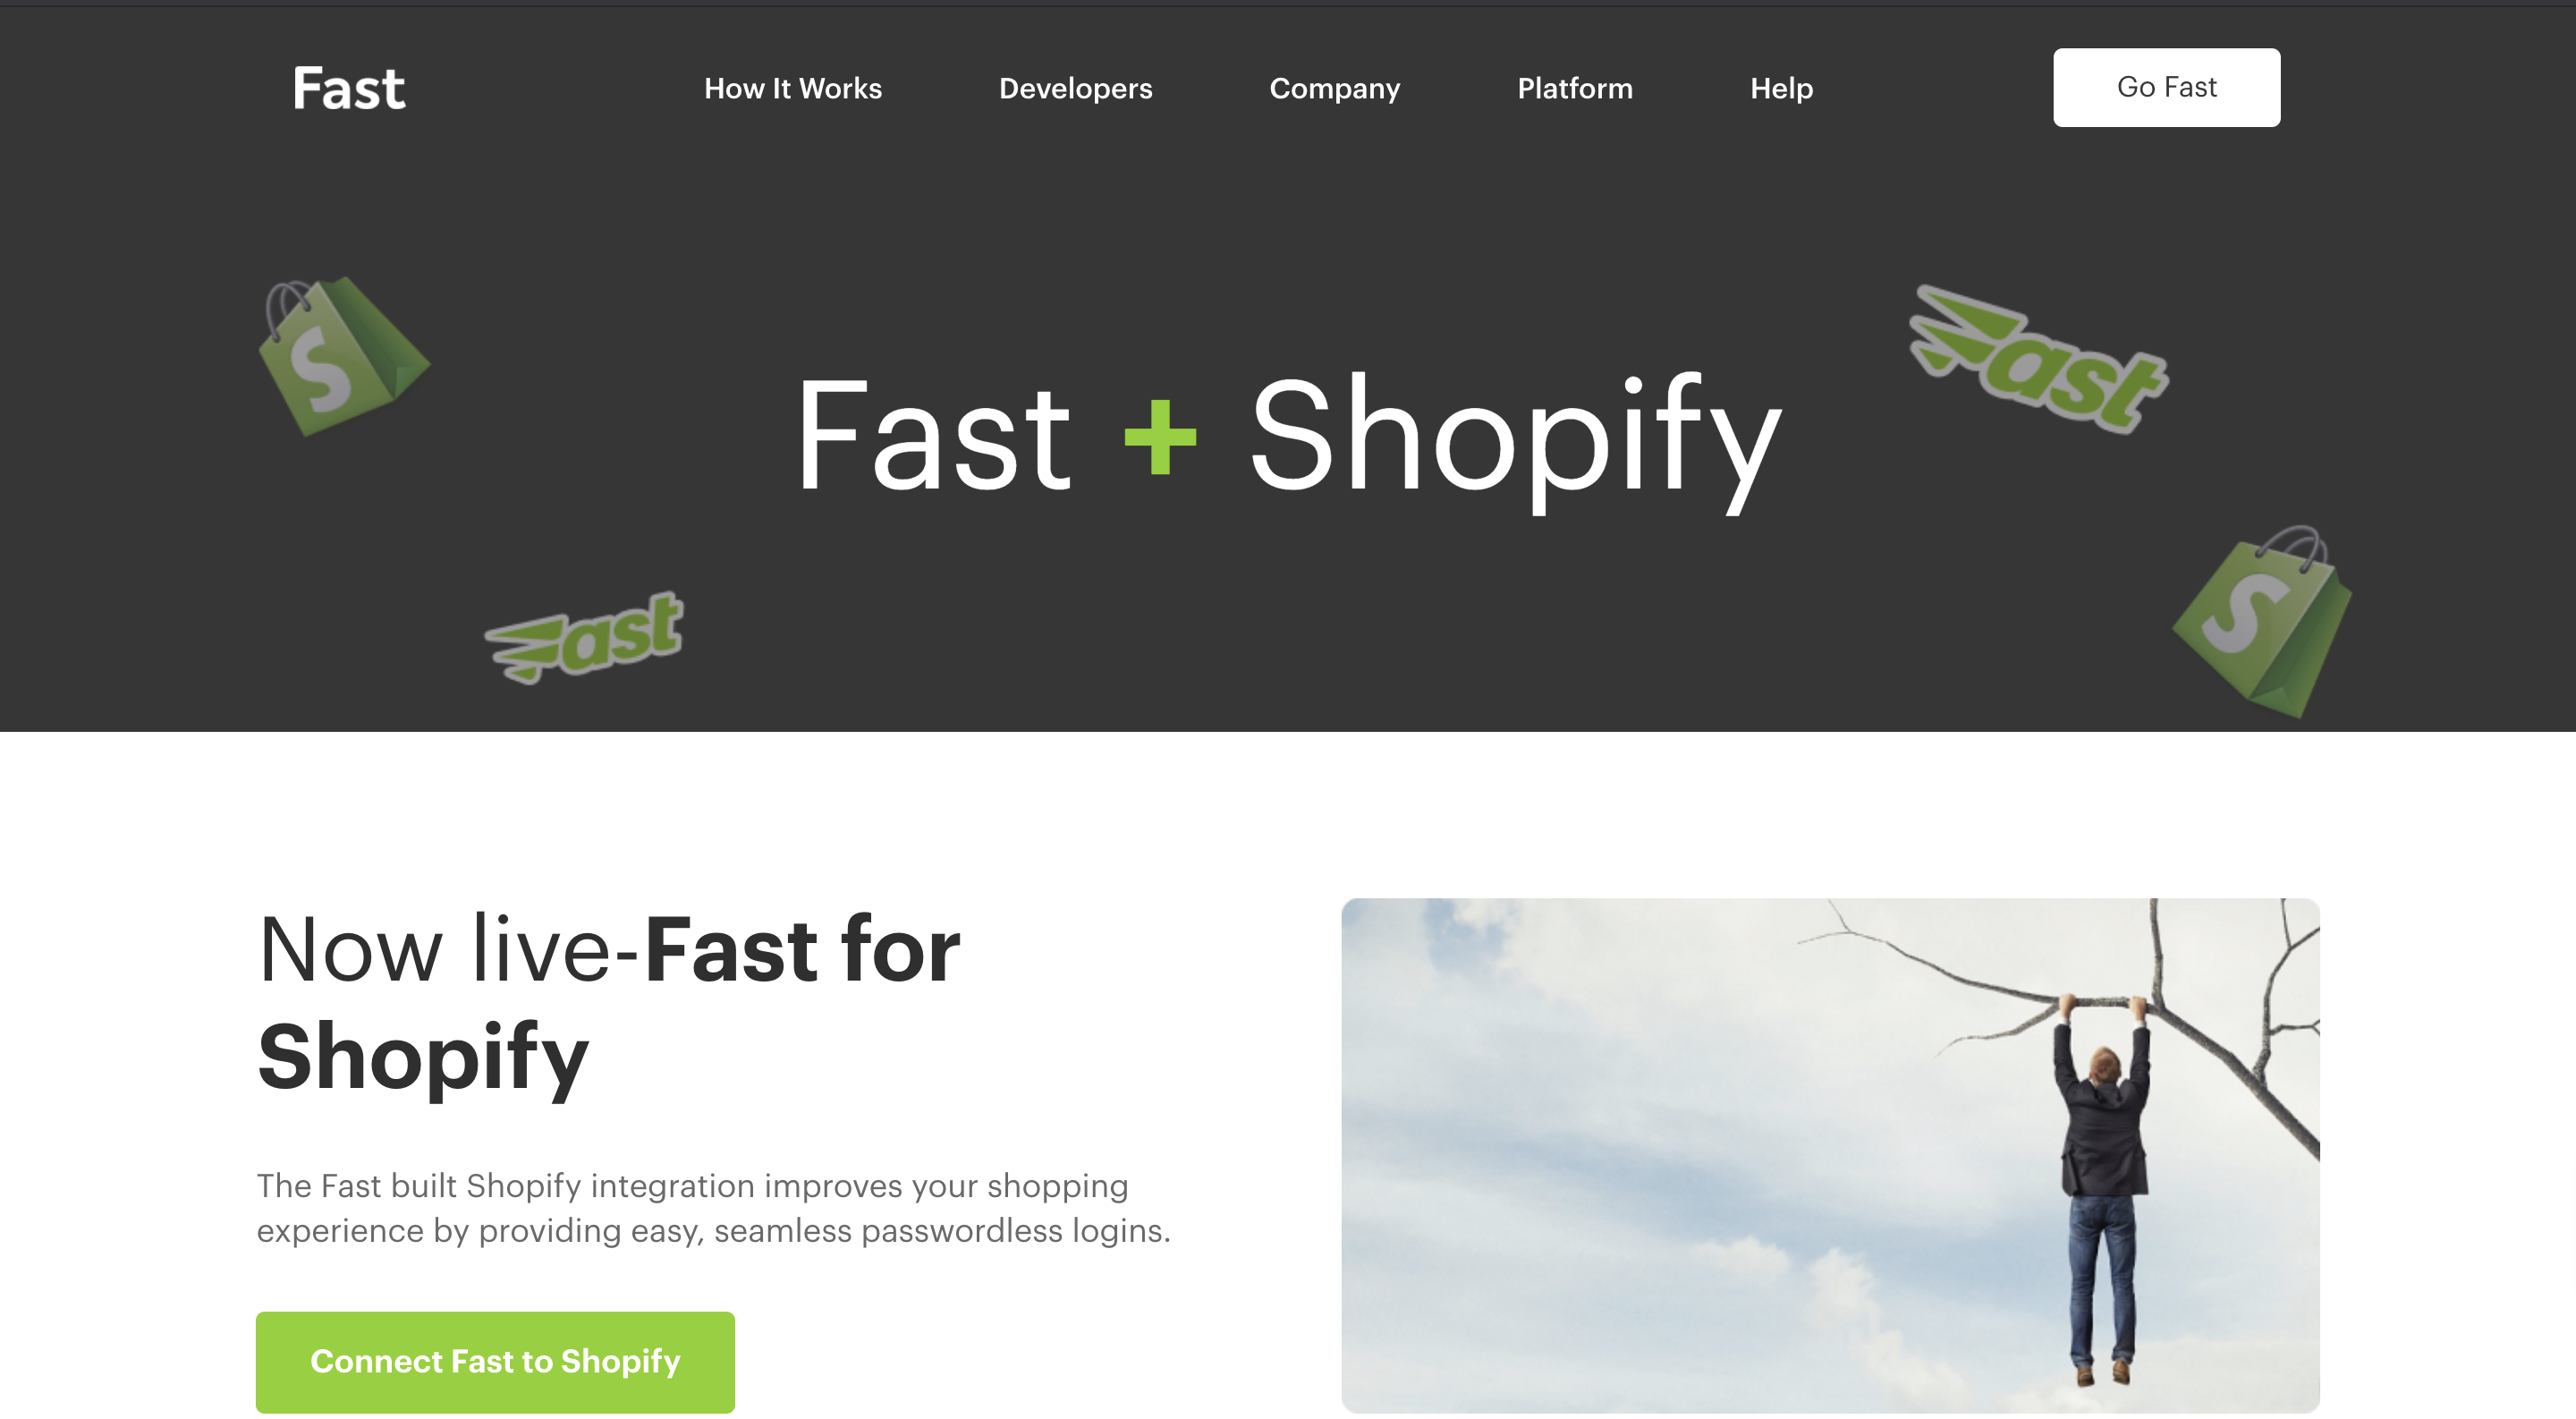 Fast
How It Works
Developers
Company
Platform
Help
Go Fast
S
Fast
Fast + Shopify
Fast
S
Now live-Fast for
Shopify
The Fast built Shopify integration improves your shopping
experience by providing easy, seamless passwordless logins.
Connect Fast to Shopify